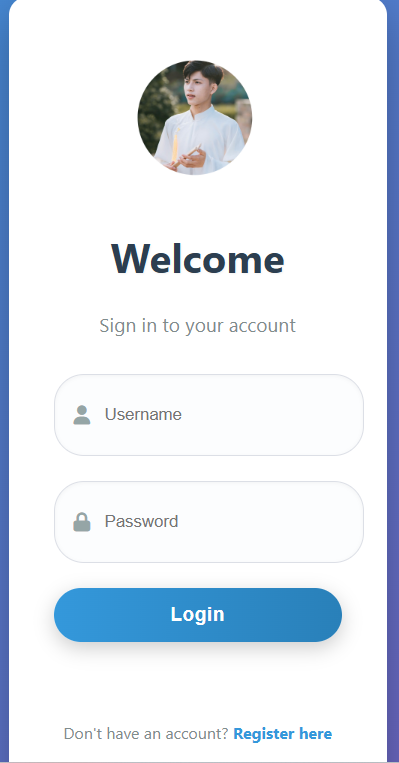 Welcome
Sign in to your account
Username
Password
Login
Don't have an account? Register here